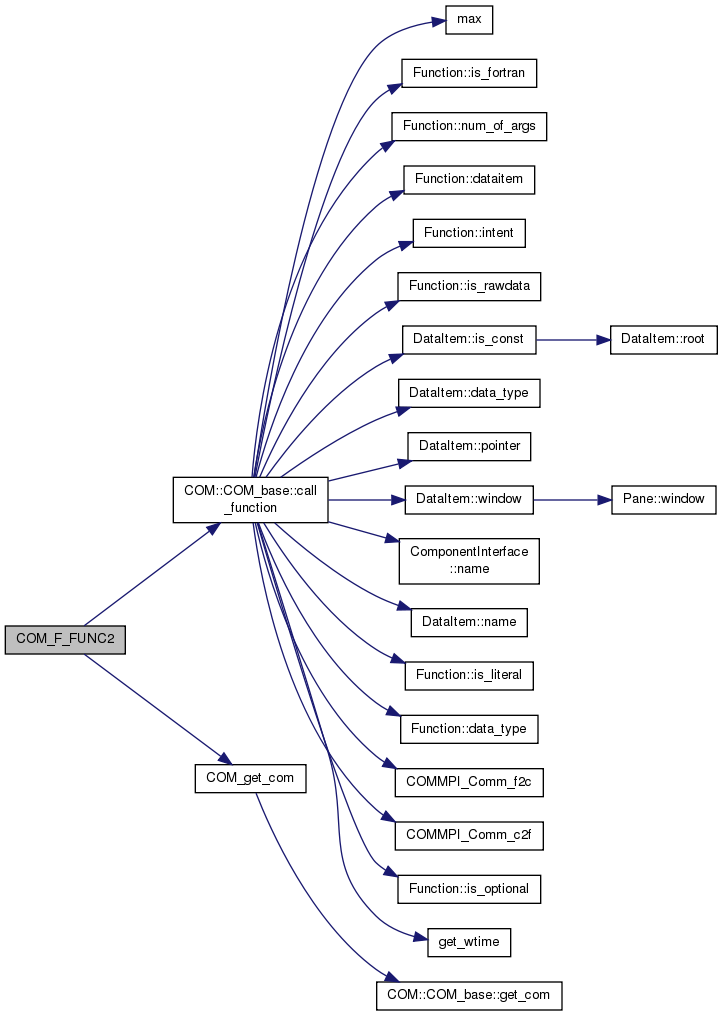 max
Function::is_fortran
Function::num_of_args
Function::dataitem
Function::intent
Function::is_rawdata
DataItem::is_const
DataItem::root
DataItem::data_type
DataItem::pointer
COM::COM_base::call
_function
DataItem::window
Pane::window
ComponentInterface
::name
DataItem::name
COM_F_FUNC2
Function::is_literal
Function::data_type
COM_get_com
COMMPI_Comm_f2c
COMMPI_Comm_c2f
Function::is_optional
get_wtime
COM::COM_base::get_com